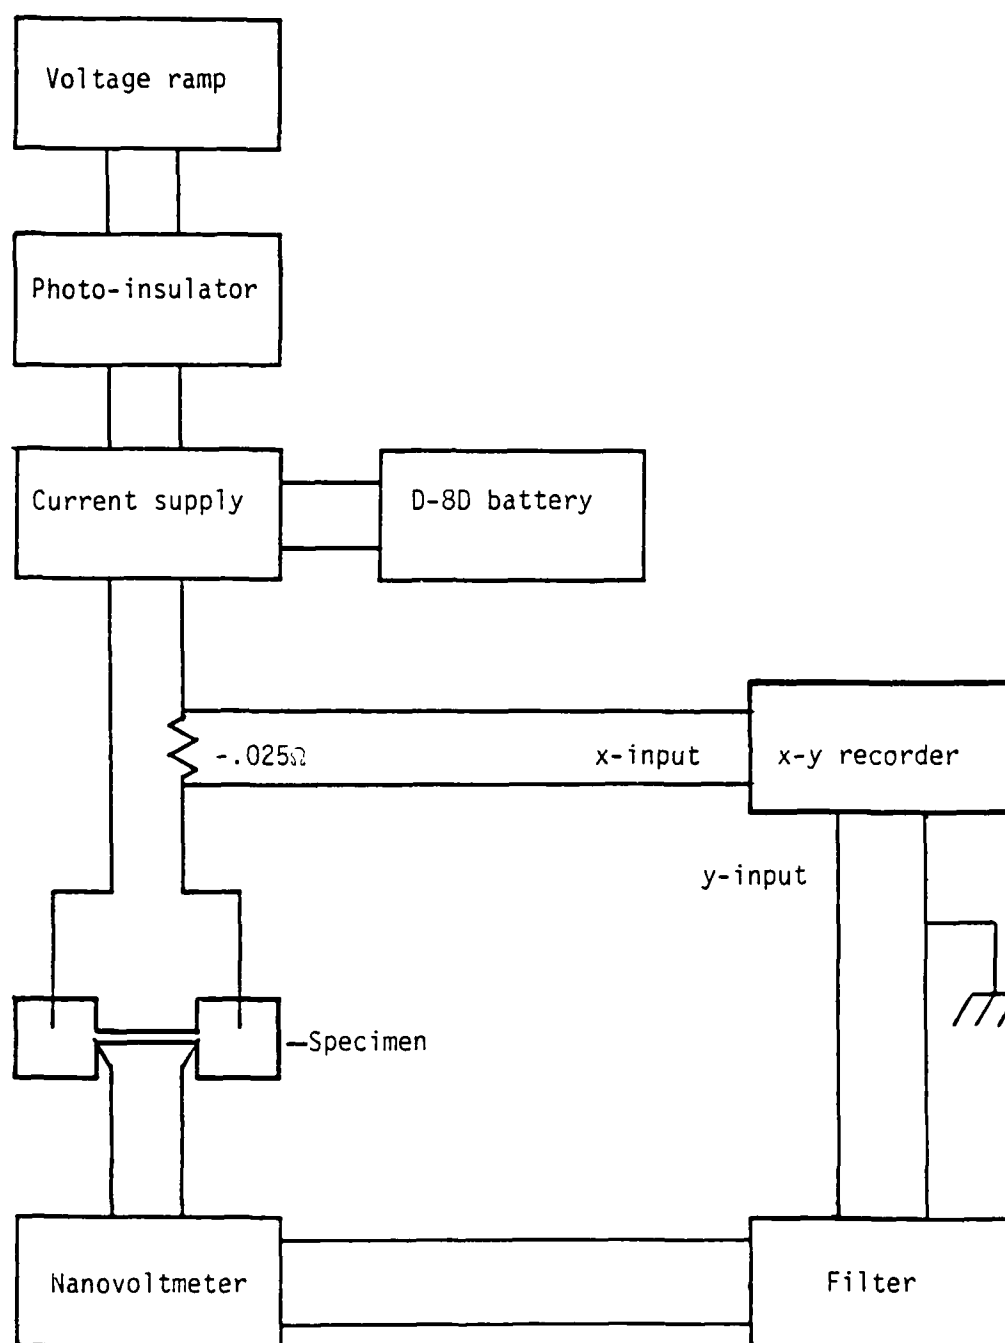 Voltage ramp
Photo-insulator
Current supply
D-8D battery
-.025Ω
x-input
x-y recorder
y-input
Specimen
Nanovoltmeter
Filter